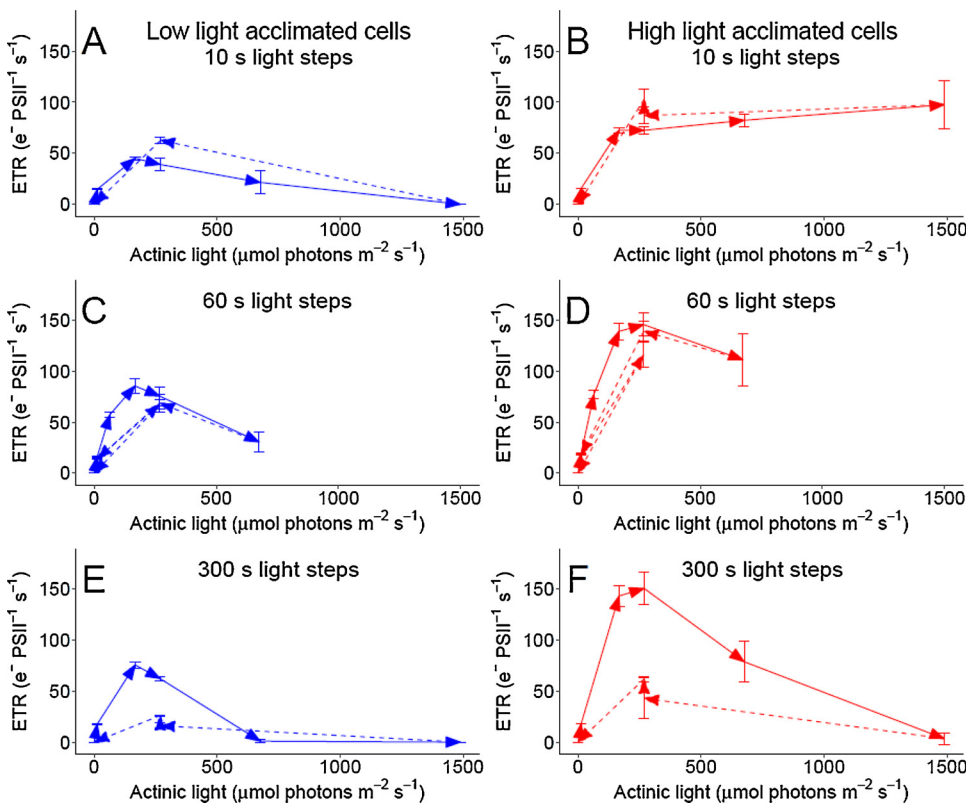 A
Low light acclimated cells
10 s light steps
ETR (e⁻ PSII⁻¹ s⁻¹)
150
100
50
0
0 500 1000 1500
Actinic light (μmol photons m⁻² s⁻¹)
B
High light acclimated cells
10 s light steps
ETR (e⁻ PSII⁻¹ s⁻¹)
150
100
50
0
0 500 1000 1500
Actinic light (μmol photons m⁻² s⁻¹)
C
60 s light steps
ETR (e⁻ PSII⁻¹ s⁻¹)
150
100
50
0
0 500 1000 1500
Actinic light (μmol photons m⁻² s⁻¹)
D
60 s light steps
ETR (e⁻ PSII⁻¹ s⁻¹)
150
100
50
0
0 500 1000 1500
Actinic light (μmol photons m⁻² s⁻¹)
E
300 s light steps
ETR (e⁻ PSII⁻¹ s⁻¹)
150
100
50
0
0 500 1000 1500
Actinic light (μmol photons m⁻² s⁻¹)
F
300 s light steps
ETR (e⁻ PSII⁻¹ s⁻¹)
150
100
50
0
0 500 1000 1500
Actinic light (μmol photons m⁻² s⁻¹)